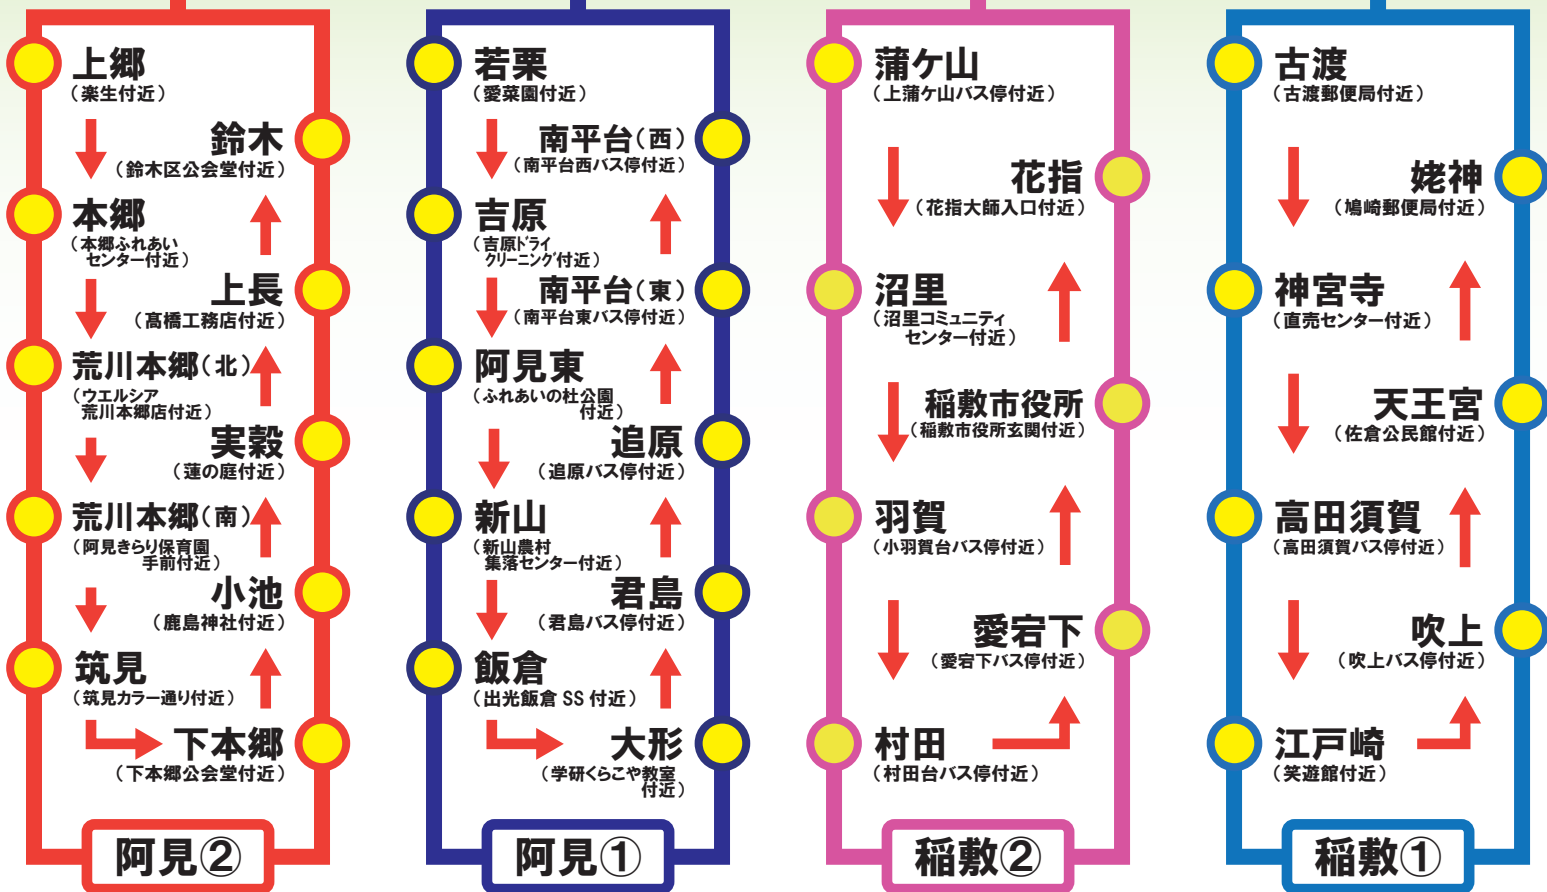 上郷
（楽生付近）
鈴木
（鈴木区公会堂付近）
本郷
（本郷ふれあい
センター付近）
上長
（髙橋工務店付近）
荒川本郷（北）
（ウエルシア
荒川本郷店付近）
実穀
（蓮の庭付近）
荒川本郷（南）
（阿見きらり保育園
手前付近）
小池
（鹿島神社付近）
筑見
（筑見カラー通り付近）
下本郷
（下本郷公会堂付近）
阿見②
若栗
（愛菜園付近）
南平台（西）
（南平台西バス停付近）
吉原
（吉原ドライ
クリーニング付近）
南平台（東）
（南平台東バス停付近）
阿見東
（ふれあいの杜公園
付近）
追原
（追原バス停付近）
新山
（新山農村
集落センター付近）
君島
（君島バス停付近）
飯倉
（出光飯倉 SS 付近）
大形
（学研くらこや教室
付近）
阿見①
蒲ケ山
（上蒲ケ山バス停付近）
花指
（花指大師入口付近）
沼里
（沼里コミュニティ
センター付近）
稲敷市役所
（稲敷市役所玄関付近）
羽賀
（小羽賀台バス停付近）
愛宕下
（愛宕下バス停付近）
村田
（村田台バス停付近）
稲敷②
古渡
（古渡郵便局付近）
姥神
（鳩崎郵便局付近）
神宮寺
（直売センター付近）
天王宮
（佐倉公民館付近）
高田須賀
（高田須賀バス停付近）
吹上
（吹上バス停付近）
江戸崎
（笑遊館付近）
稲敷①